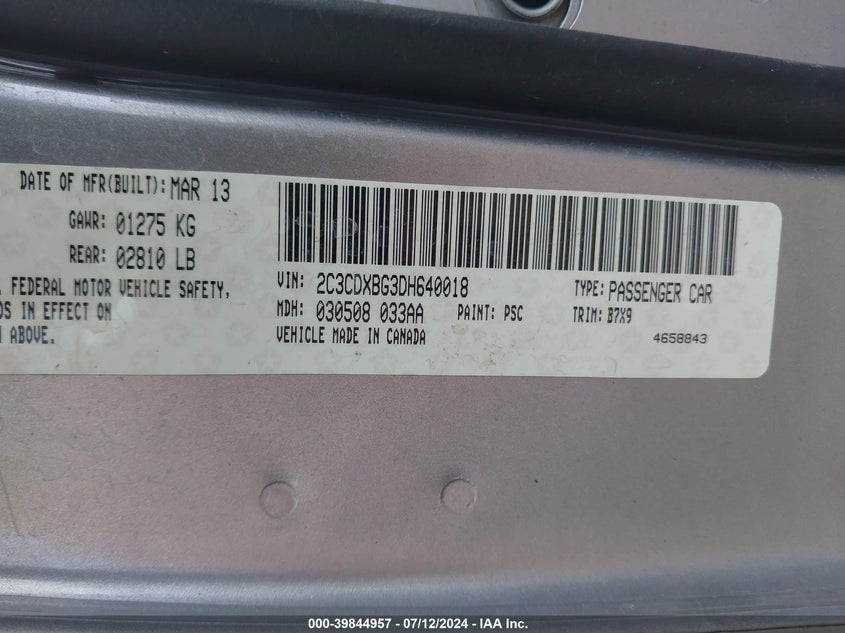 DATE OF MFR(BUILT): MAR 13
GAWR: 01275 KG
REAR: 02810 LB
FEDERAL MOTOR VEHICLE SAFETY,
IN EFFECT ON
ABOVE.
VIN: 2C3CDXBG3DH640018
TYPE: PASSENGER CAR
MDH: 030508 033AA
PAINT: PSC
TRIM: B7X9
VEHICLE MADE IN CANADA
4658843
000-39844957 - 07/12/2024 - IAA Inc.